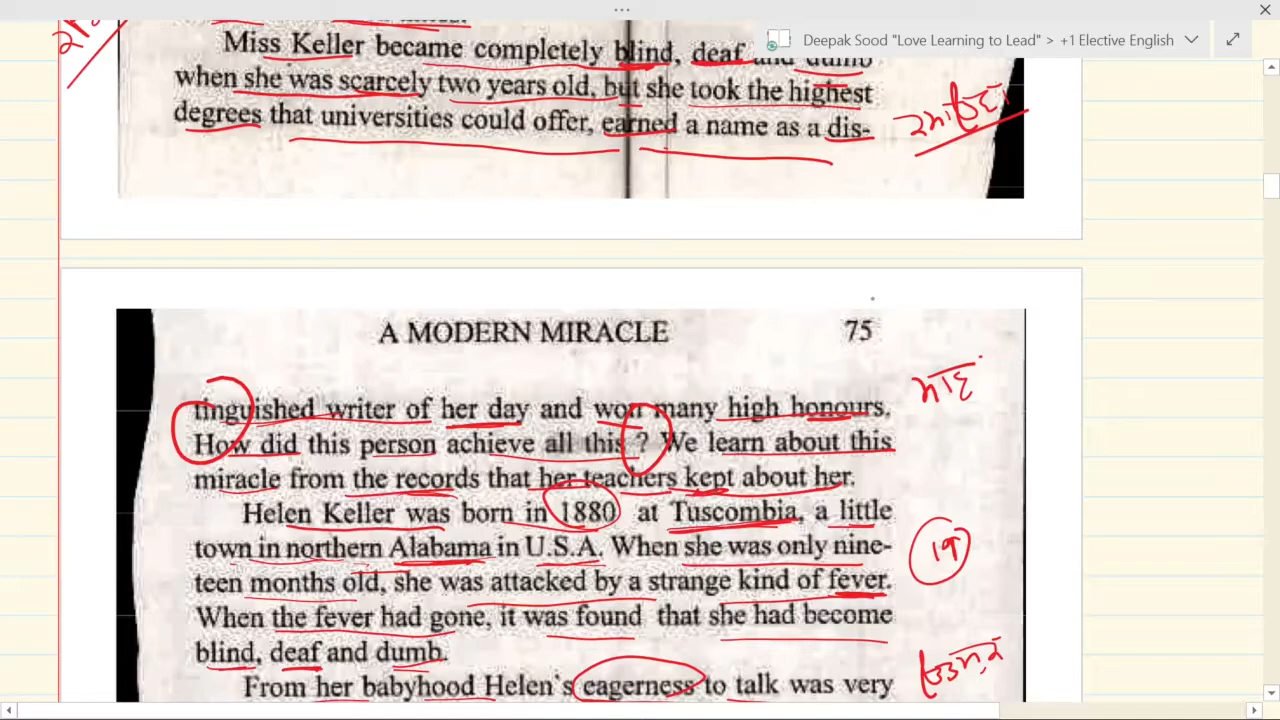 Deepak Sood "Love Learning to Lead" > +1 Elective English
Miss Keller became completely blind, deaf and dumb
when she was scarcely two years old, but she took the highest
degrees that universities could offer, earned a name as a dis-
A MODERN MIRACLE 75
tinguished writer of her day and won many high honours.
How did this person achieve all this ? We learn about this
miracle from the records that her teachers kept about her.
Helen Keller was born in 1880 at Tuscombia, a little
town in northern Alabama in U.S.A. When she was only nine-
teen months old, she was attacked by a strange kind of fever.
When the fever had gone, it was found that she had become
blind, deaf and dumb.
From her babyhood Helen's eagerness to talk was very